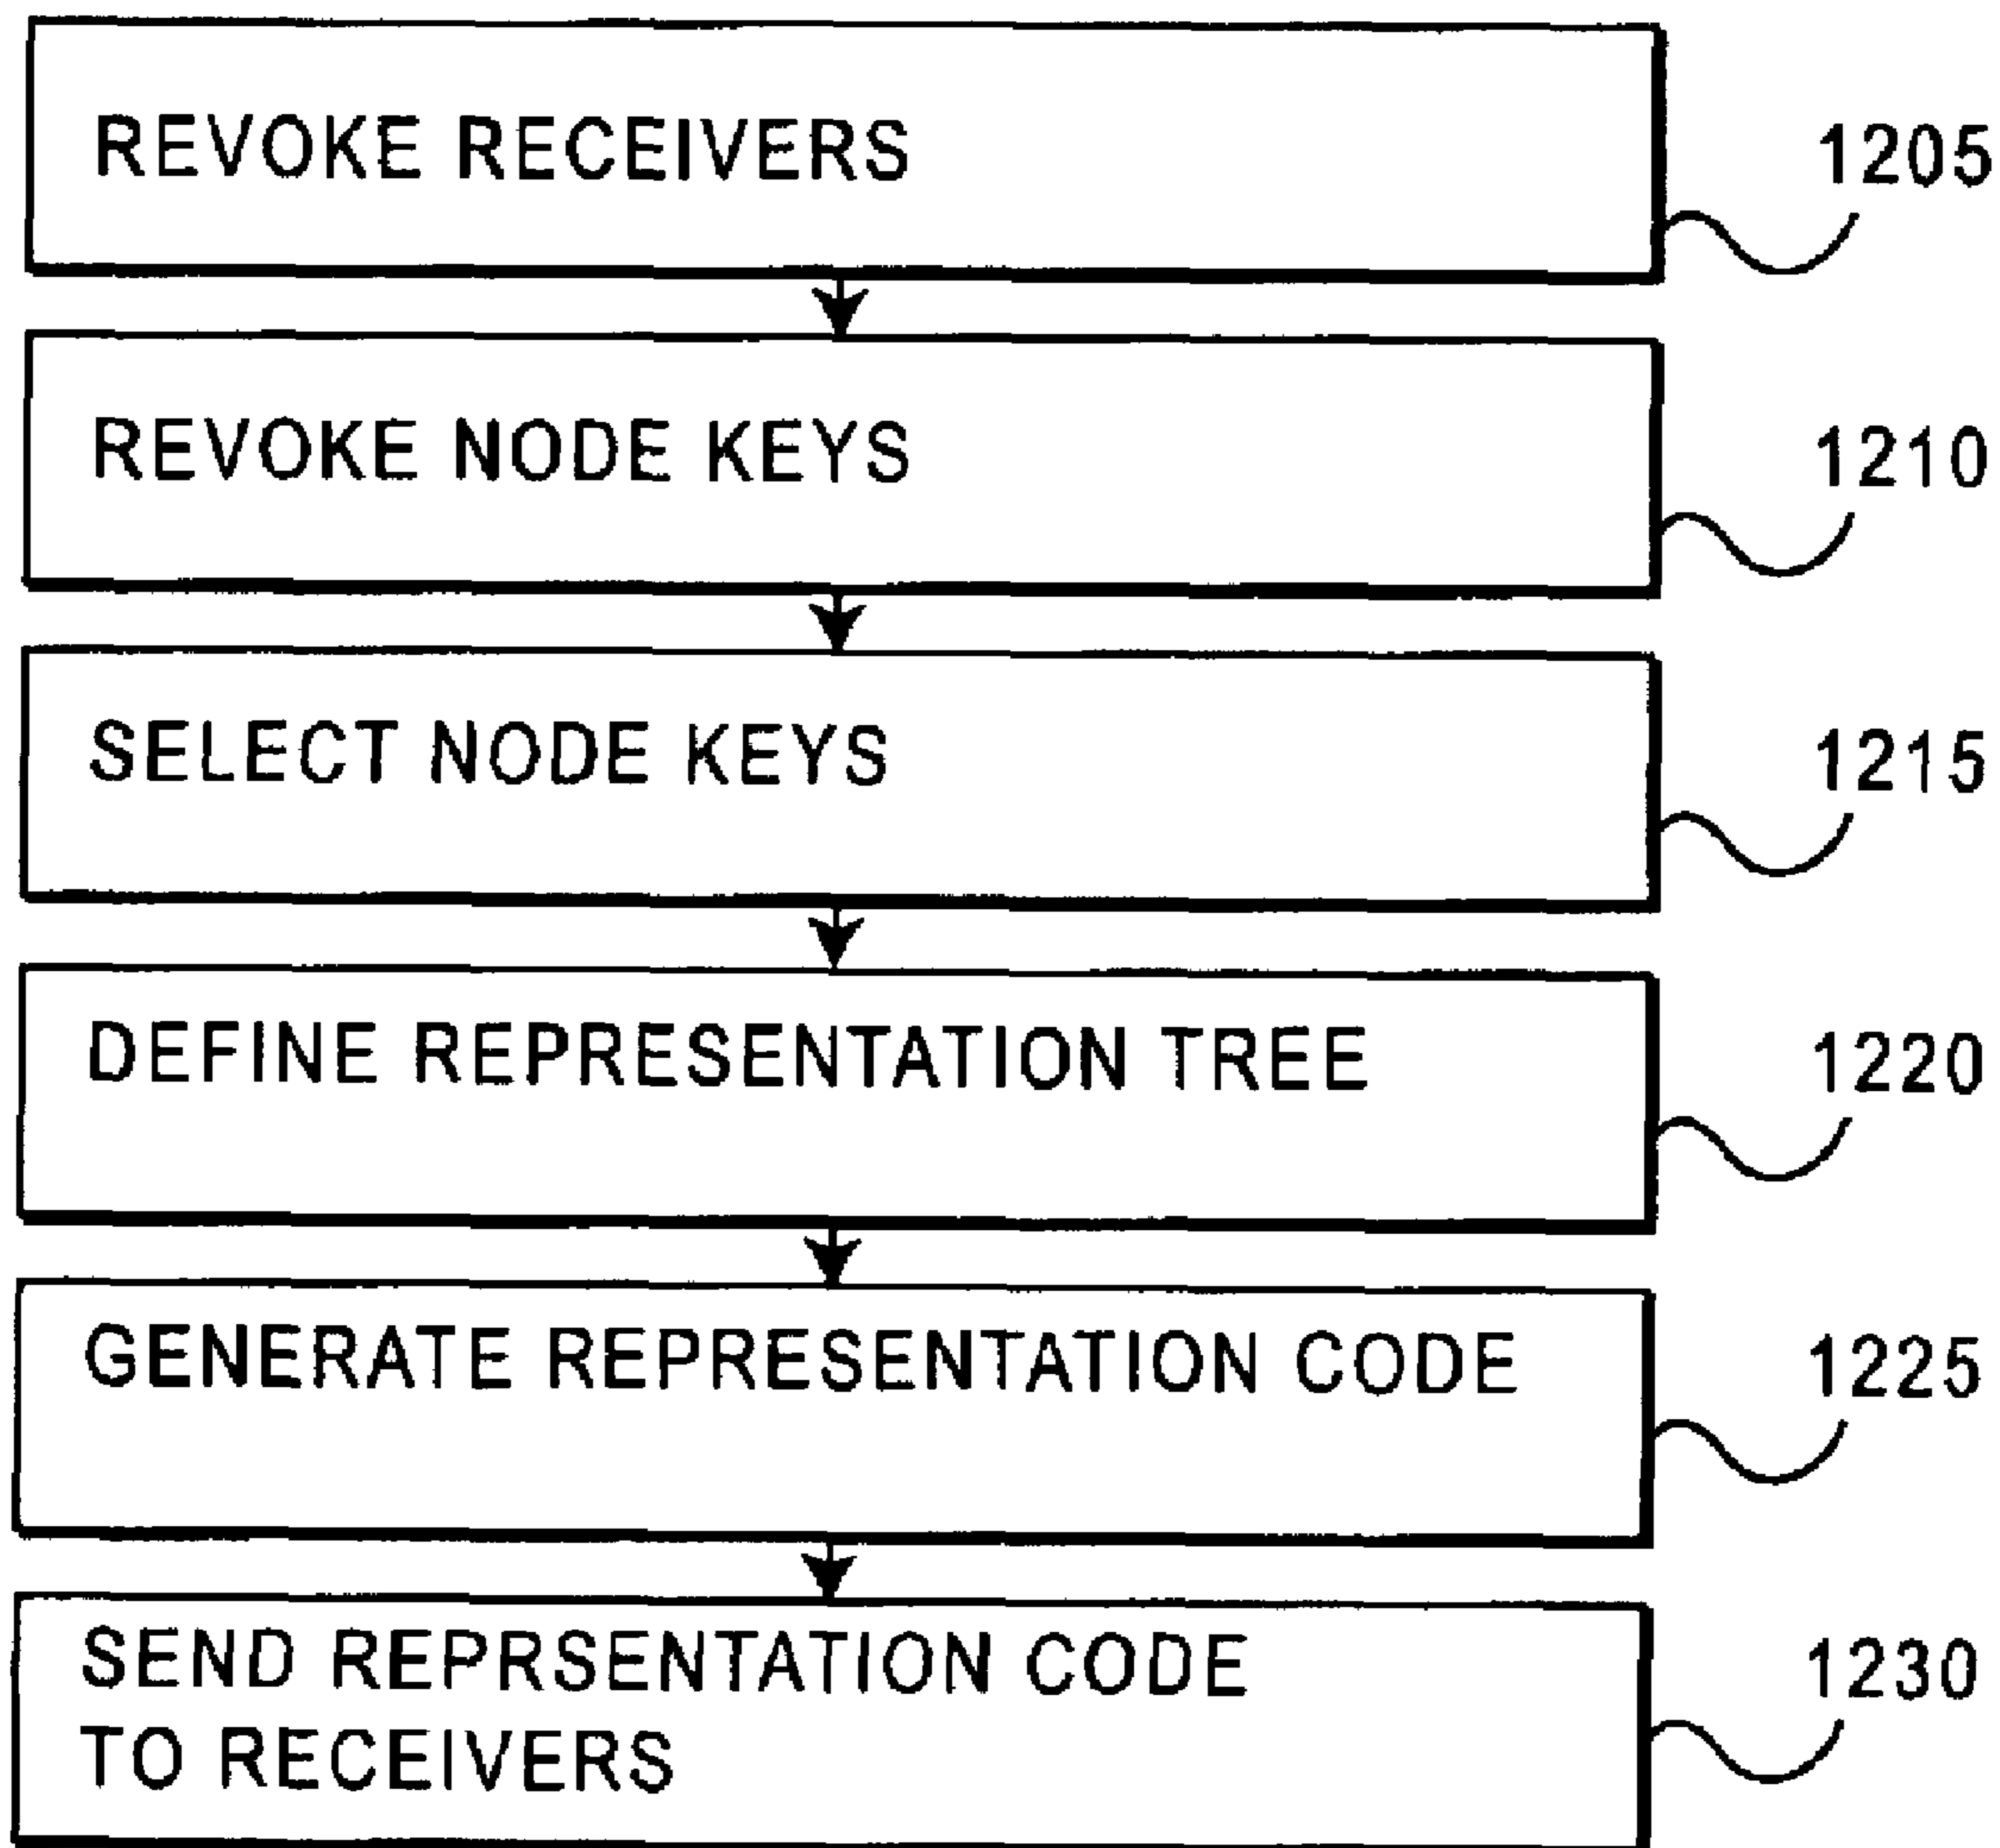 REVOKE RECEIVERS
1205
REVOKE NODE KEYS
1210
SELECT NODE KEYS
1215
DEFINE REPRESENTATION TREE
1220
GENERATE REPRESENTATION CODE
1225
SEND REPRSENTATION CODE
TO RECEIVERS
1230